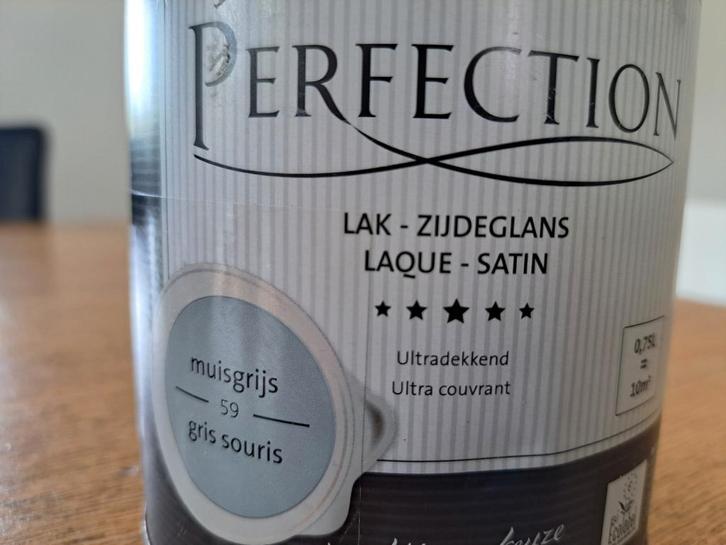 PERFECTION
LAK - ZIJDEGLANS
LAQUE - SATIN
Ultradekkend
Ultra couvrant
0,75L
=
10m²
muisgrijs
59
gris souris